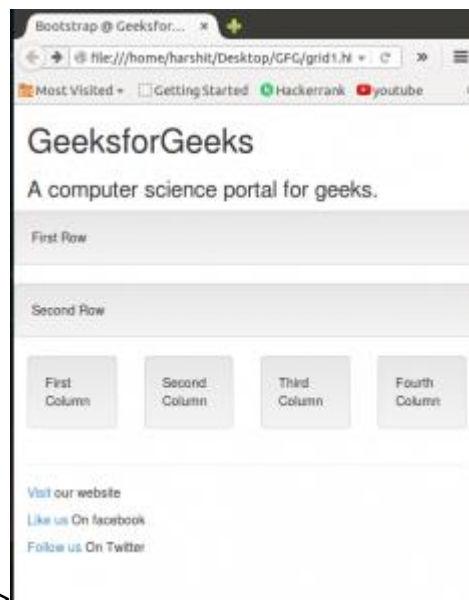 Bootstrap @ Geeksfor...
file:///home/harshit/Desktop/GFG/grid1.ht
Most Visited Getting Started Hackerrank youtube
GeeksforGeeks
A computer science portal for geeks.
First Row
Second Row
First Column
Second Column
Third Column
Fourth Column
Visit our website
Like us On facebook
Follow us On Twitter